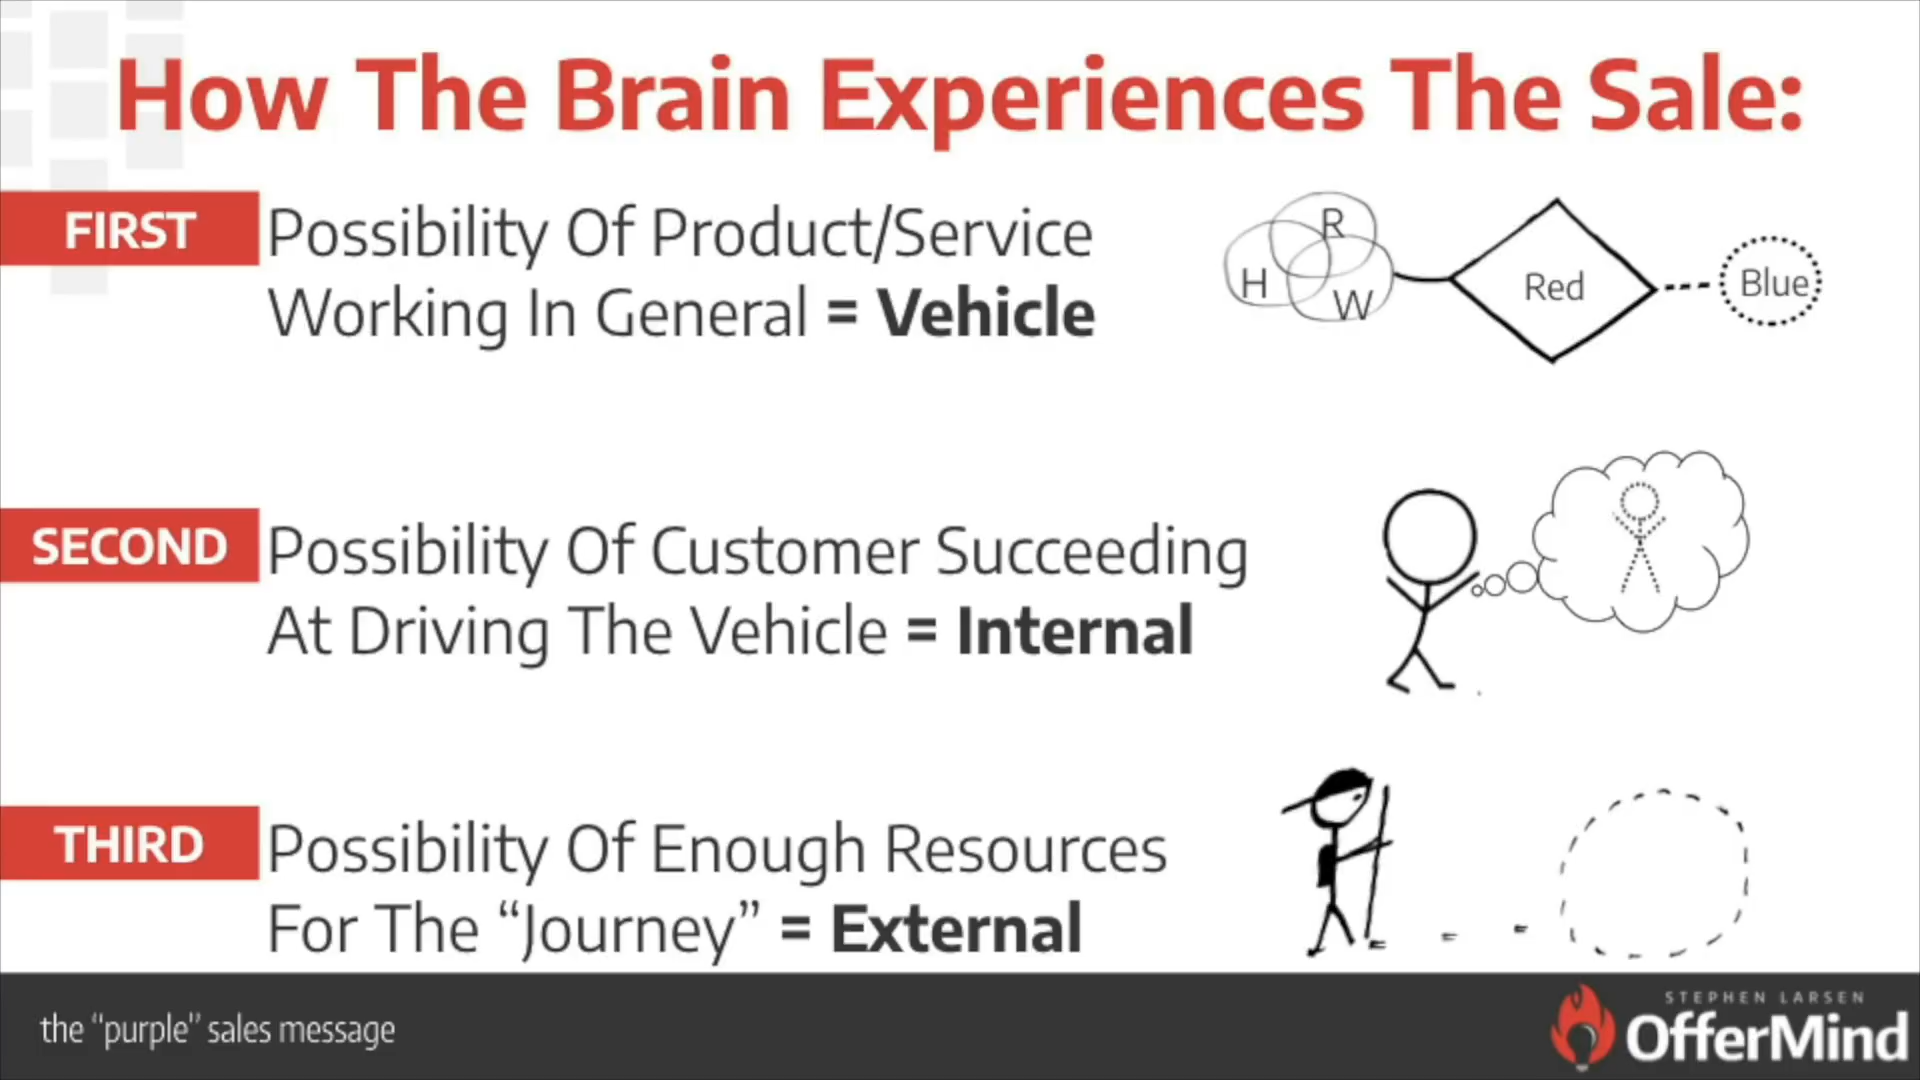 How The Brain Experiences The Sale:
FIRST
Possibility Of Product/Service
Working In General = Vehicle
R
H
W
Red
Blue
SECOND
Possibility Of Customer Succeeding
At Driving The Vehicle = Internal
THIRD
Possibility Of Enough Resources
For The “Journey” = External
the “purple” sales message
STEPHEN LARSEN
OfferMind